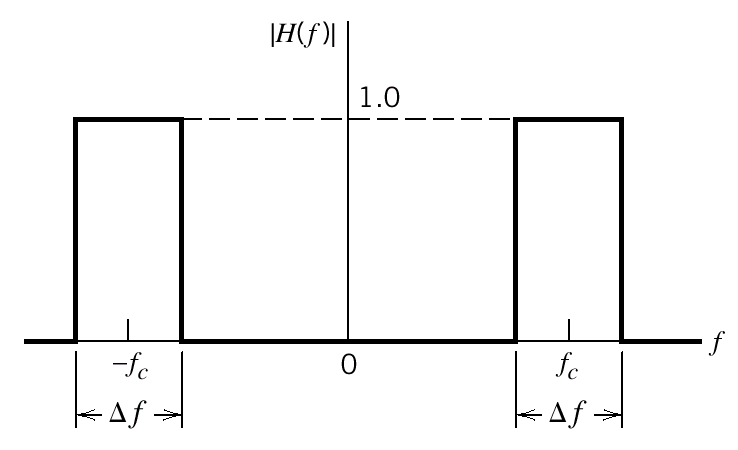 |H(f)|
1.0
–f_c
0
f_c
f
Δf
Δf